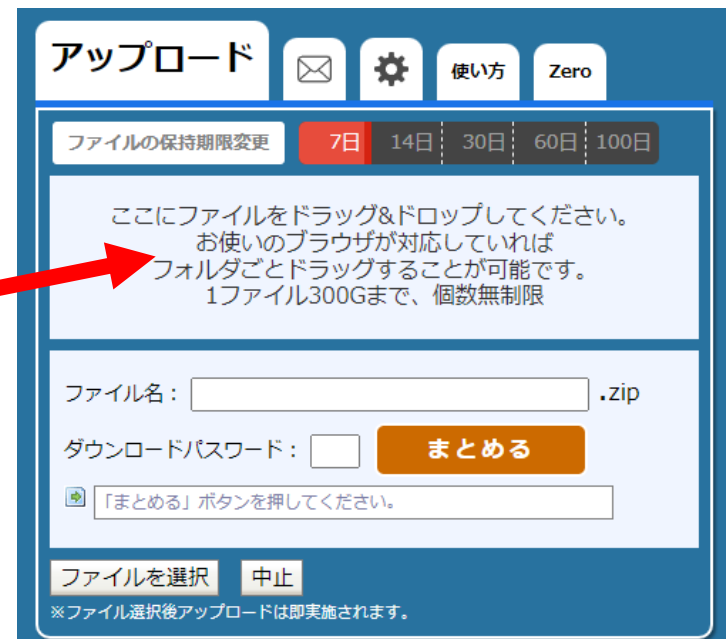 アップロード
使い方
Zero
ファイルの保持期限変更
7日 14日 30日 60日 100日
ここにファイルをドラッグ&ドロップしてください。
お使いのブラウザが対応していれば
フォルダごとドラッグすることが可能です。
1ファイル300Gまで、個数無制限
ファイル名： .zip
ダウンロードパスワード： まとめる
「まとめる」ボタンを押してください。
ファイルを選択 中止
※ファイル選択後アップロードは即実施されます。